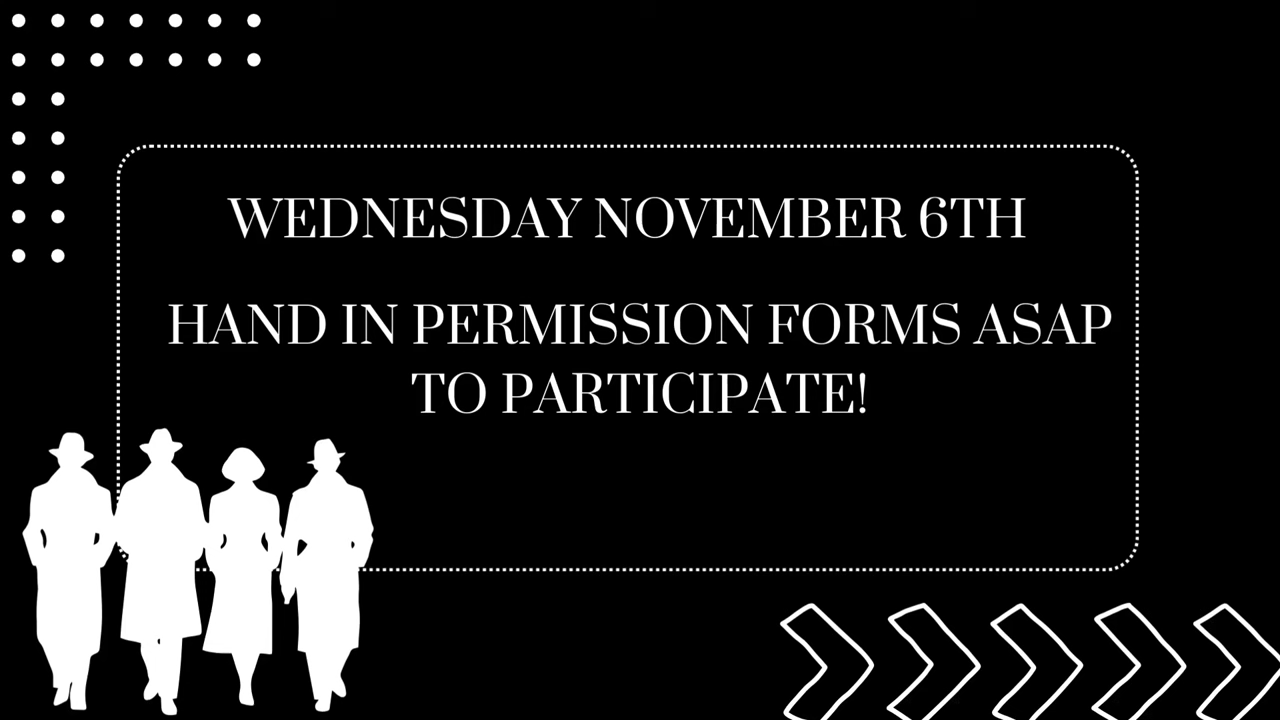 WEDNESDAY NOVEMBER 6TH
HAND IN PERMISSION FORMS ASAP
TO PARTICIPATE!